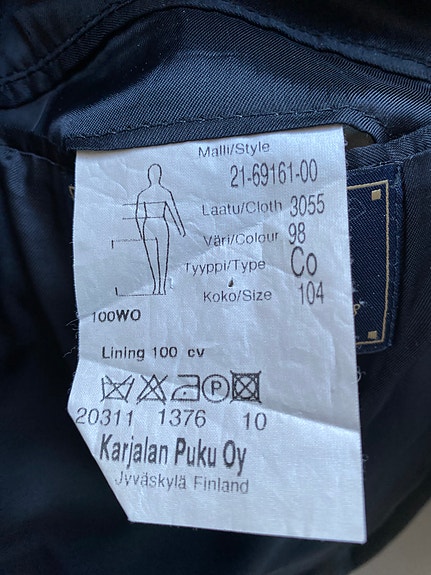 Malli/Style
21-69161-00
Laatu/Cloth 3055
Väri/Colour 98
Tyyppi/Type Co
Koko/Size 104
100WO
Lining 100 cv
P
20311 1376 10
Karjalan Puku Oy
Jyväskylä Finland